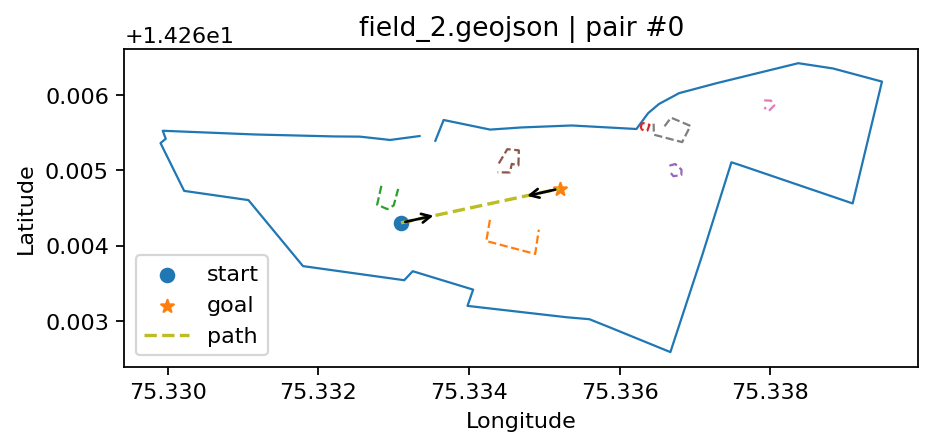 field_2.geojson | pair #0
+1.426e1
Latitude
0.006
0.005
0.004
0.003
start
goal
path
75.330 75.332 75.334 75.336 75.338
Longitude